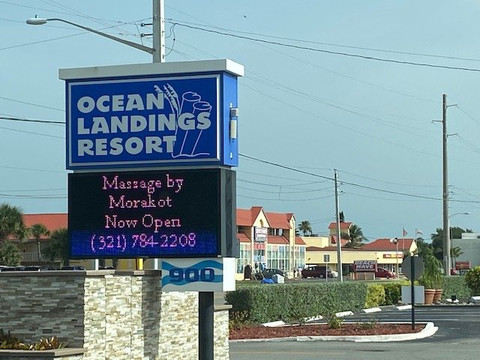 OCEAN
LANDINGS
RESORT
Massage by
Morakot
Now Open
(321) 784-2208
900